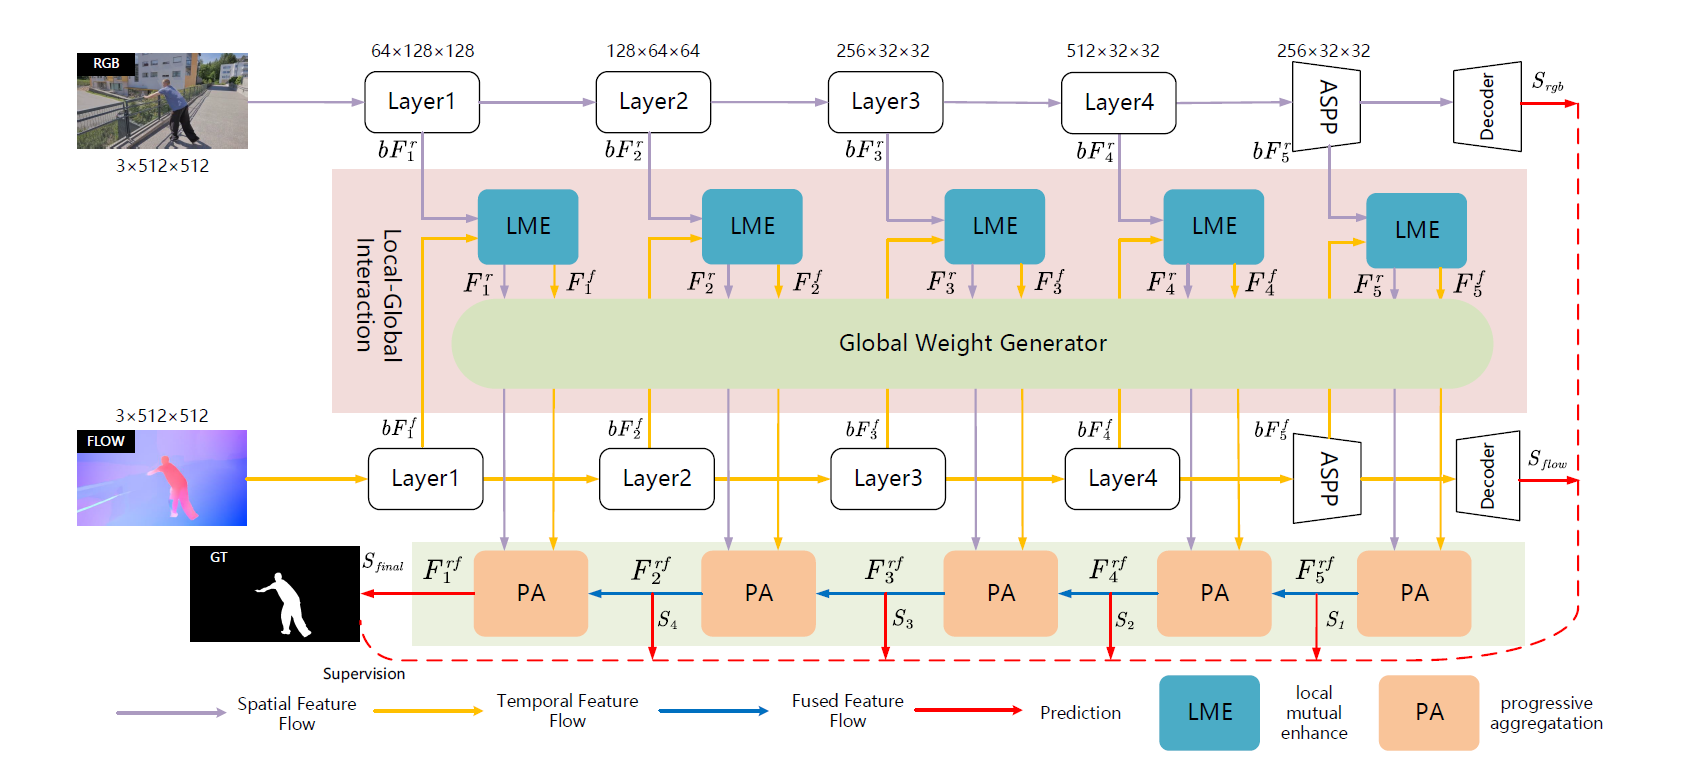 64×128×128
128×64×64
256×32×32
512×32×32
256×32×32
RGB
Layer1
Layer2
Layer3
Layer4
ASPP
Decoder
S_{rgb}
3×512×512
bF_1^r
bF_2^r
bF_3^r
bF_4^r
bF_5^r
Local-Global
Interaction
LME
LME
LME
LME
LME
F_1^r
F_1^f
F_2^r
F_2^f
F_3^r
F_3^f
F_4^r
F_4^f
F_5^r
F_5^f
Global Weight Generator
3×512×512
bF_1^f
bF_2^f
bF_3^f
bF_4^f
bF_5^f
FLOW
Layer1
Layer2
Layer3
Layer4
ASPP
Decoder
S_{flow}
GT
S_{final}
F_1^{rf}
PA
F_2^{rf}
PA
F_3^{rf}
PA
F_4^{rf}
PA
F_5^{rf}
PA
S_4
S_3
S_2
S_1
Supervision
Spatial Feature
Flow
Temporal Feature
Flow
Fused Feature
Flow
Prediction
LME
local
mutual
enhance
PA
progressive
aggregatation